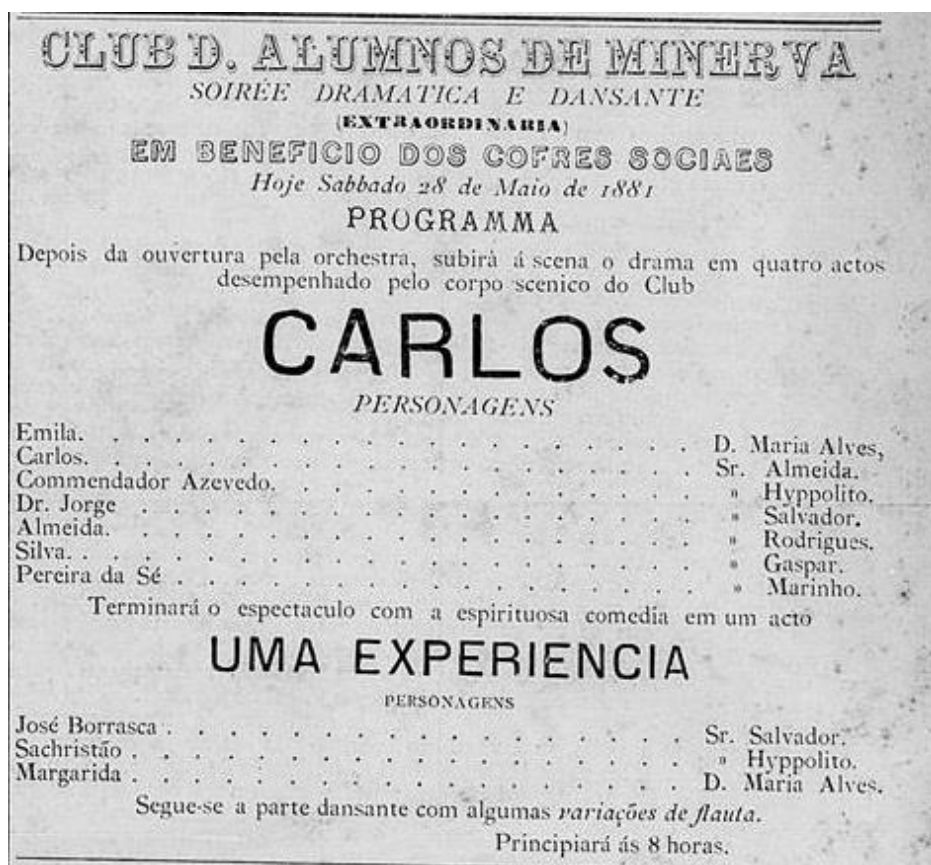 CLUB D. ALUMNOS DE MINERVA
SOIRÉE DRAMATICA E DANSANTE
(EXTRAORDINARIA)
EM BENEFICIO DOS COFRES SOCIAES
Hoje Sabbado 28 de Maio de 1881
PROGRAMMA
Depois da ouvertura pela orchestra, subirá á scena o drama em quatro actos
desempenhado pelo corpo scenico do Club
CARLOS
PERSONAGENS
Emila. . . . . . . . . . . . . . . . . . . D. Maria Alves,
Carlos. . . . . . . . . . . . . . . . . . . Sr. Almeida.
Commendador Azevedo. . . . . . . . . . . . . » Hyppolito.
Dr. Jorge . . . . . . . . . . . . . . . . . » Salvador.
Almeida. . . . . . . . . . . . . . . . . . » Rodrigues.
Silva. . . . . . . . . . . . . . . . . . . » Gaspar.
Pereira da Sé . . . . . . . . . . . . . . . » Marinho.
Terminará o espectaculo com a espirituosa comedia em um acto
UMA EXPERIENCIA
PERSONAGENS
José Borrasca . . . . . . . . . . . . . . . Sr. Salvador.
Sachristão . . . . . . . . . . . . . . . . » Hyppolito.
Margarida . . . . . . . . . . . . . . . . D. Maria Alves.
Segue-se a parte dansante com algumas variações de flauta.
Principiará ás 8 horas.